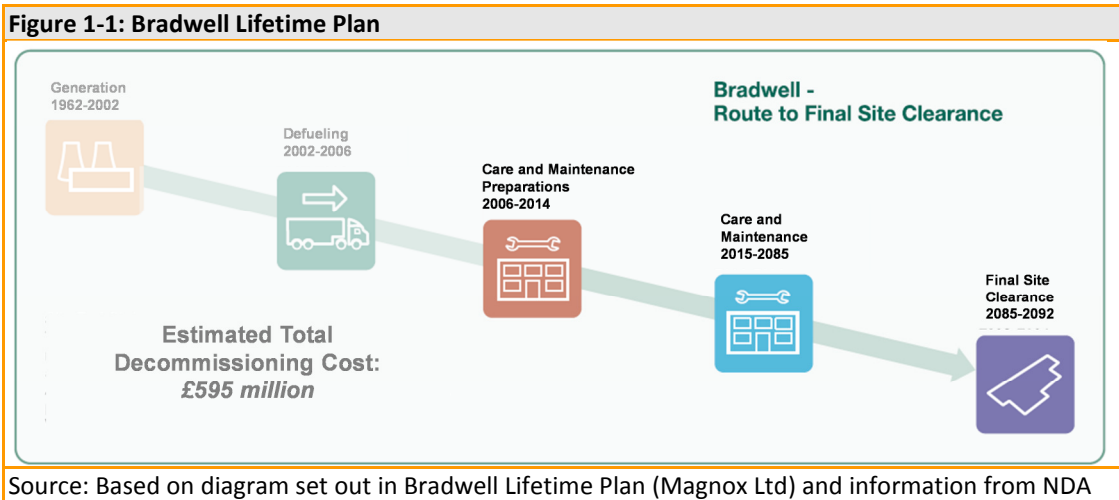 Figure 1-1: Bradwell Lifetime Plan
Generation
1962-2002
Bradwell -
Route to Final Site Clearance
Defueling
2002-2006
Care and Maintenance
Preparations
2006-2014
Care and
Maintenance
2015-2085
Final Site
Clearance
2085-2092
Estimated Total
Decommissioning Cost:
£595 million
Source: Based on diagram set out in Bradwell Lifetime Plan (Magnox Ltd) and information from NDA